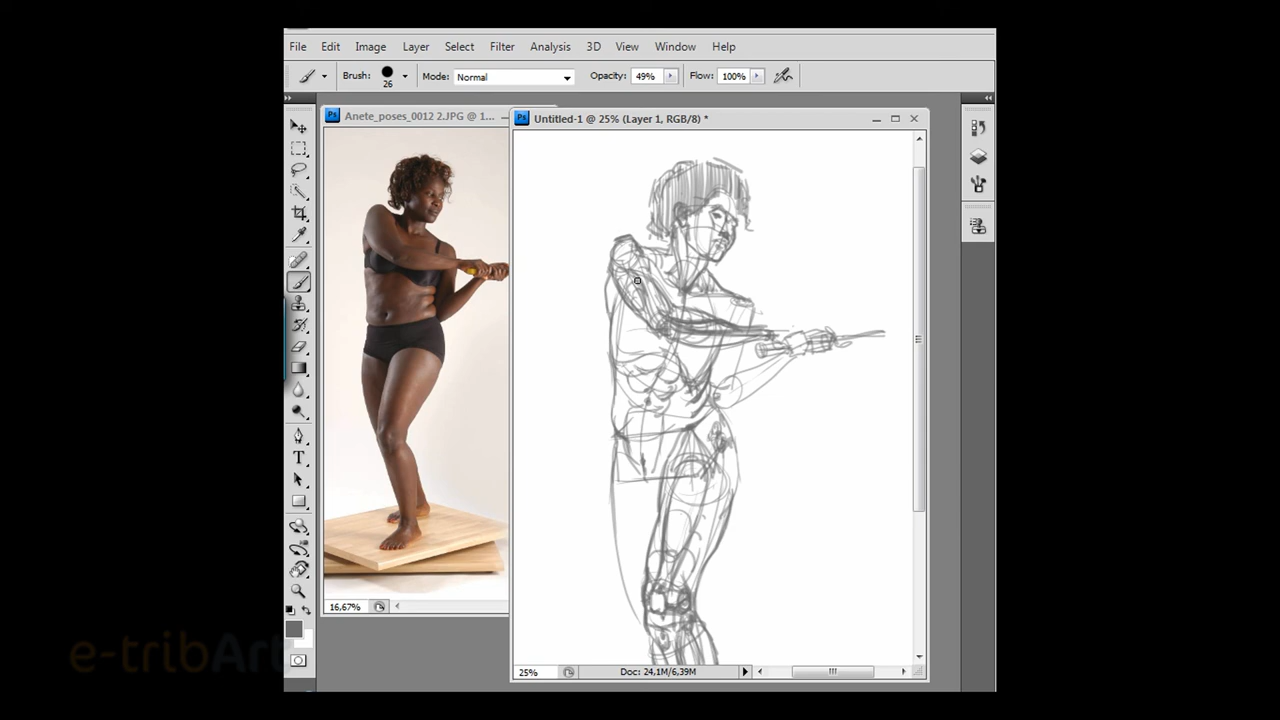 File Edit Image Layer Select Filter Analysis 3D View Window Help
Brush: 26 Mode: Normal Opacity: 49% Flow: 100%
Anete_poses_0012 2.JPG @ 1...
Untitled-1 @ 25% (Layer 1, RGB/8) *
16,67%
25% Doc: 24,1M/6,39M
e-tribArt